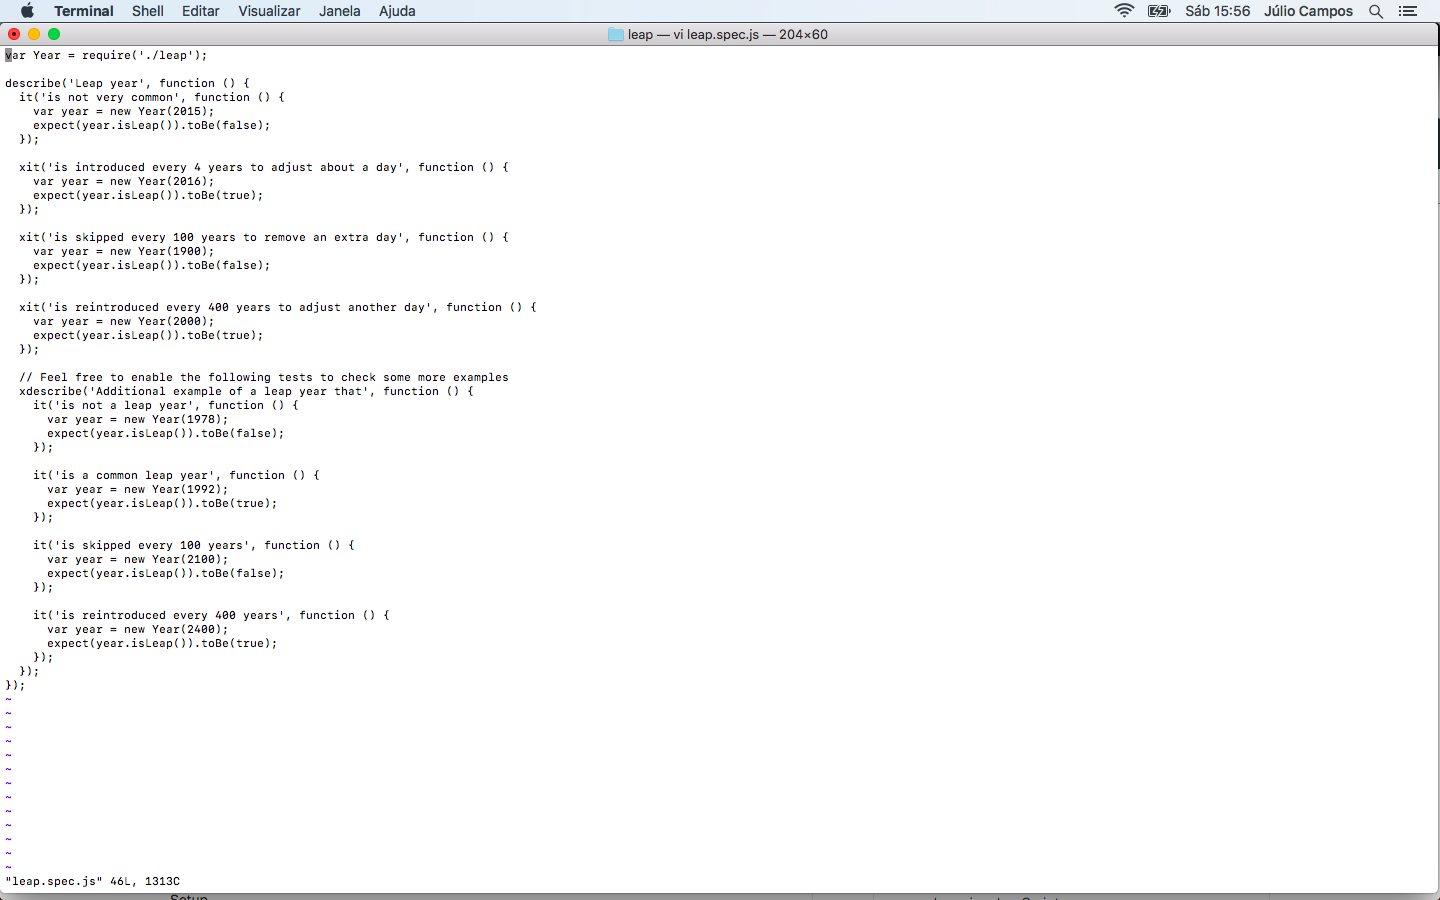 Terminal Shell Editar Visualizar Janela Ajuda Sáb 15:56 Júlio Campos
leap — vi leap.spec.js — 204×60
var Year = require('./leap');

describe('Leap year', function () {
  it('is not very common', function () {
    var year = new Year(2015);
    expect(year.isLeap()).toBe(false);
  });

  xit('is introduced every 4 years to adjust about a day', function () {
    var year = new Year(2016);
    expect(year.isLeap()).toBe(true);
  });

  xit('is skipped every 100 years to remove an extra day', function () {
    var year = new Year(1900);
    expect(year.isLeap()).toBe(false);
  });

  xit('is reintroduced every 400 years to adjust another day', function () {
    var year = new Year(2000);
    expect(year.isLeap()).toBe(true);
  });

  // Feel free to enable the following tests to check some more examples
  xdescribe('Additional example of a leap year that', function () {
    it('is not a leap year', function () {
      var year = new Year(1978);
      expect(year.isLeap()).toBe(false);
    });

    it('is a common leap year', function () {
      var year = new Year(1992);
      expect(year.isLeap()).toBe(true);
    });

    it('is skipped every 100 years', function () {
      var year = new Year(2100);
      expect(year.isLeap()).toBe(false);
    });

    it('is reintroduced every 400 years', function () {
      var year = new Year(2400);
      expect(year.isLeap()).toBe(true);
    });
  });
});
~
~
~
~
~
~
~
~
~
~
~
~
~
"leap.spec.js" 46L, 1313C
Setup